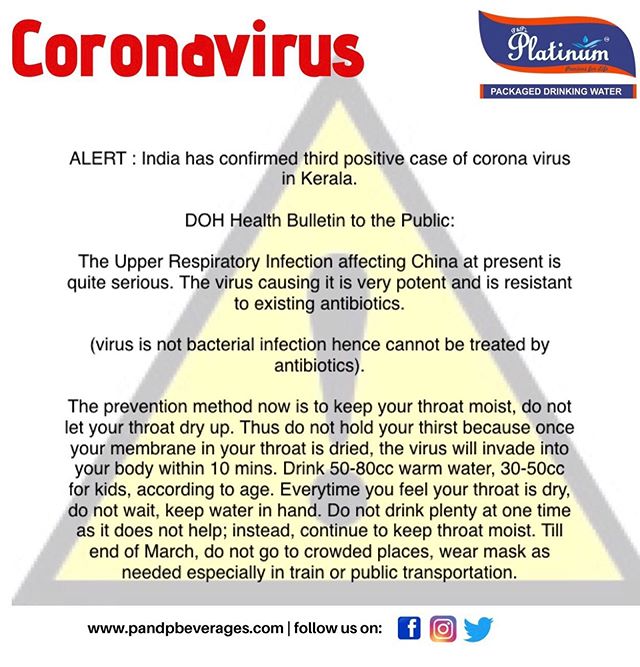 Coronavirus
P&P's
Platinum
TM
Precious for Life
PACKAGED DRINKING WATER
ALERT : India has confirmed third positive case of corona virus
in Kerala.
DOH Health Bulletin to the Public:
The Upper Respiratory Infection affecting China at present is
quite serious. The virus causing it is very potent and is resistant
to existing antibiotics.
(virus is not bacterial infection hence cannot be treated by
antibiotics).
The prevention method now is to keep your throat moist, do not
let your throat dry up. Thus do not hold your thirst because once
your membrane in your throat is dried, the virus will invade into
your body within 10 mins. Drink 50-80cc warm water, 30-50cc
for kids, according to age. Everytime you feel your throat is dry,
do not wait, keep water in hand. Do not drink plenty at one time
as it does not help; instead, continue to keep throat moist. Till
end of March, do not go to crowded places, wear mask as
needed especially in train or public transportation.
www.pandpbeverages.com | follow us on: